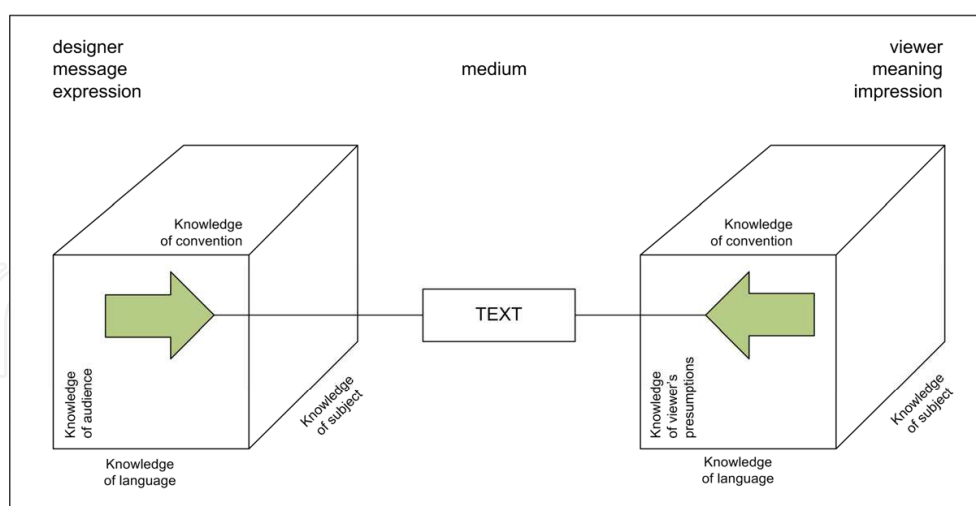 designer
message
expression
medium
viewer
meaning
impression
Knowledge
of convention
Knowledge
of audience
Knowledge
of subject
Knowledge
of language
TEXT
Knowledge
of convention
Knowledge
of viewer's
presumptions
Knowledge
of subject
Knowledge
of language